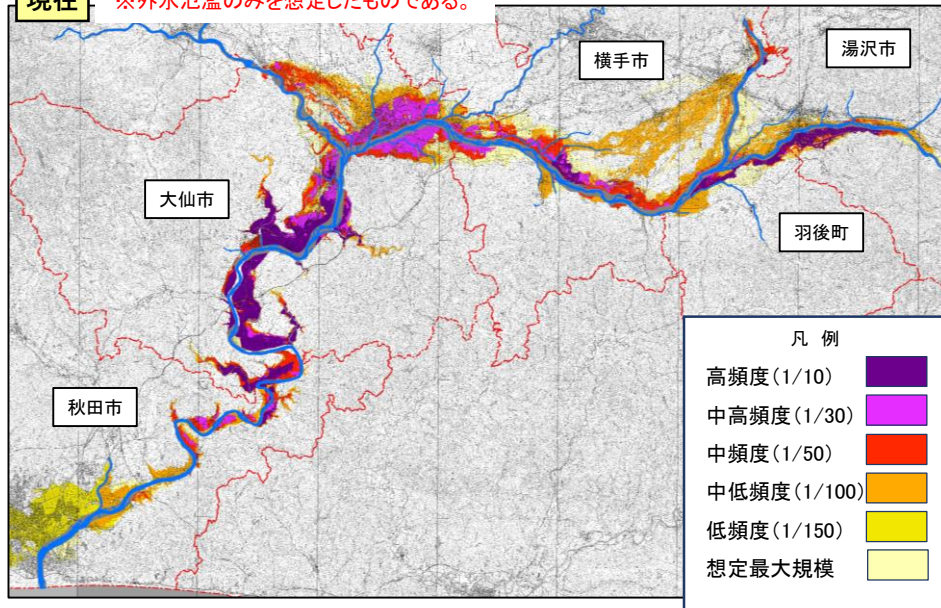 現在
※外水氾濫のみを想定したものである。
横手市
湯沢市
大仙市
羽後町
秋田市
凡 例
高頻度(1/10)
中高頻度(1/30)
中頻度(1/50)
中低頻度(1/100)
低頻度(1/150)
想定最大規模